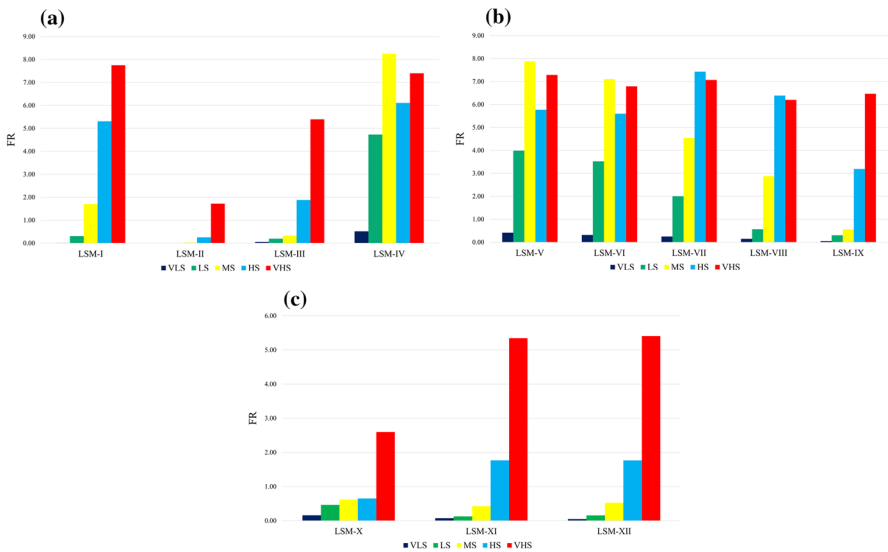 (a)
9.00
8.00
7.00
6.00
5.00
4.00
3.00
2.00
1.00
0.00
FR
LSM-I LSM-II LSM-III LSM-IV
VLS LS MS HS VHS
(b)
9.00
8.00
7.00
6.00
5.00
4.00
3.00
2.00
1.00
0.00
FR
LSM-V LSM-VI LSM-VII LSM-VIII LSM-IX
VLS LS MS HS VHS
(c)
6.00
5.00
4.00
3.00
2.00
1.00
0.00
FR
LSM-X LSM-XI LSM-XII
VLS LS MS HS VHS